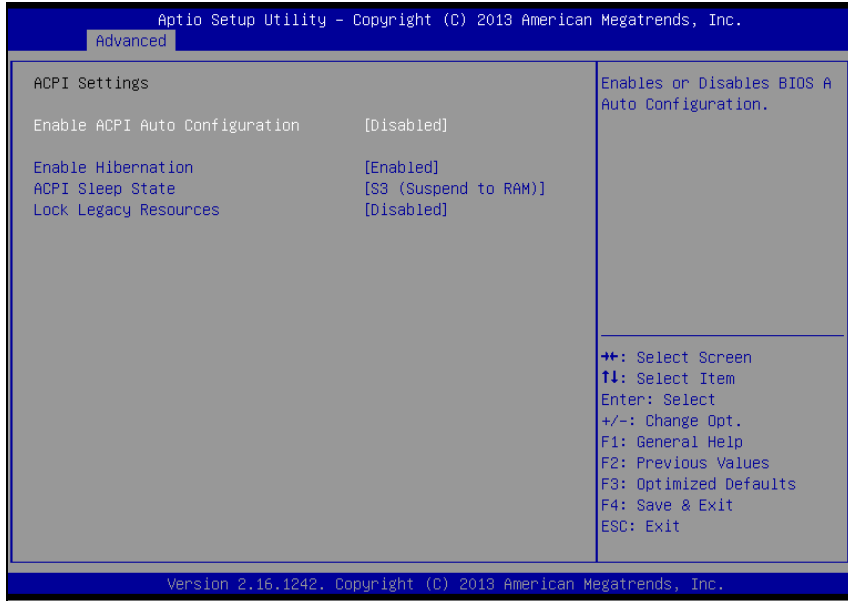 Aptio Setup Utility – Copyright (C) 2013 American Megatrends, Inc.
Advanced
ACPI Settings
Enable ACPI Auto Configuration [Disabled]
Enable Hibernation [Enabled]
ACPI Sleep State [S3 (Suspend to RAM)]
Lock Legacy Resources [Disabled]
Enables or Disables BIOS A
Auto Configuration.
→←: Select Screen
↑↓: Select Item
Enter: Select
+/-: Change Opt.
F1: General Help
F2: Previous Values
F3: Optimized Defaults
F4: Save & Exit
ESC: Exit
Version 2.16.1242. Copyright (C) 2013 American Megatrends, Inc.